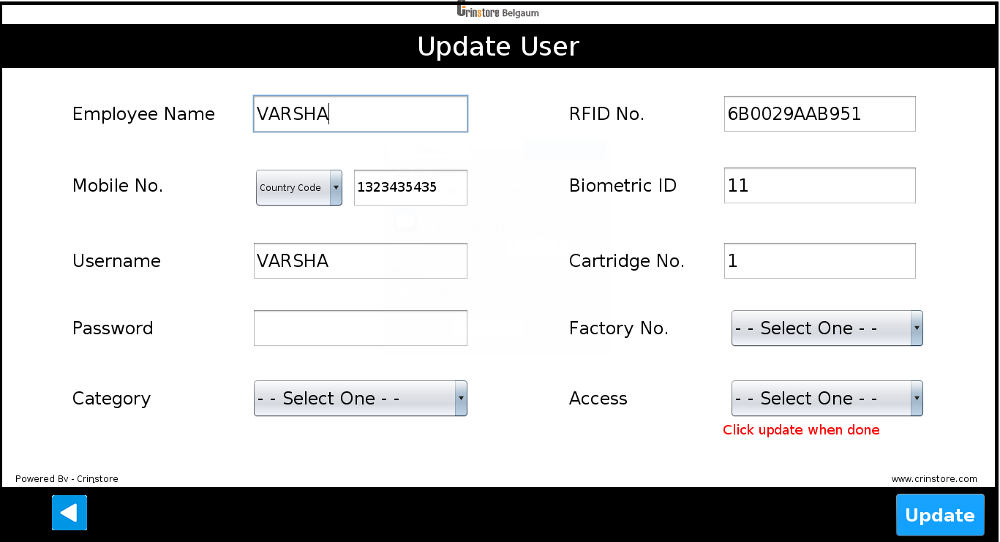 Crinstore Belgaum
Update User
Employee Name VARSHA RFID No. 6B0029AAB951
Mobile No. Country Code 1323435435 Biometric ID 11
Username VARSHA Cartridge No. 1
Password Factory No. - - Select One - -
Category - - Select One - - Access - - Select One - -
Click update when done
Powered By - Crinstore www.crinstore.com
Update